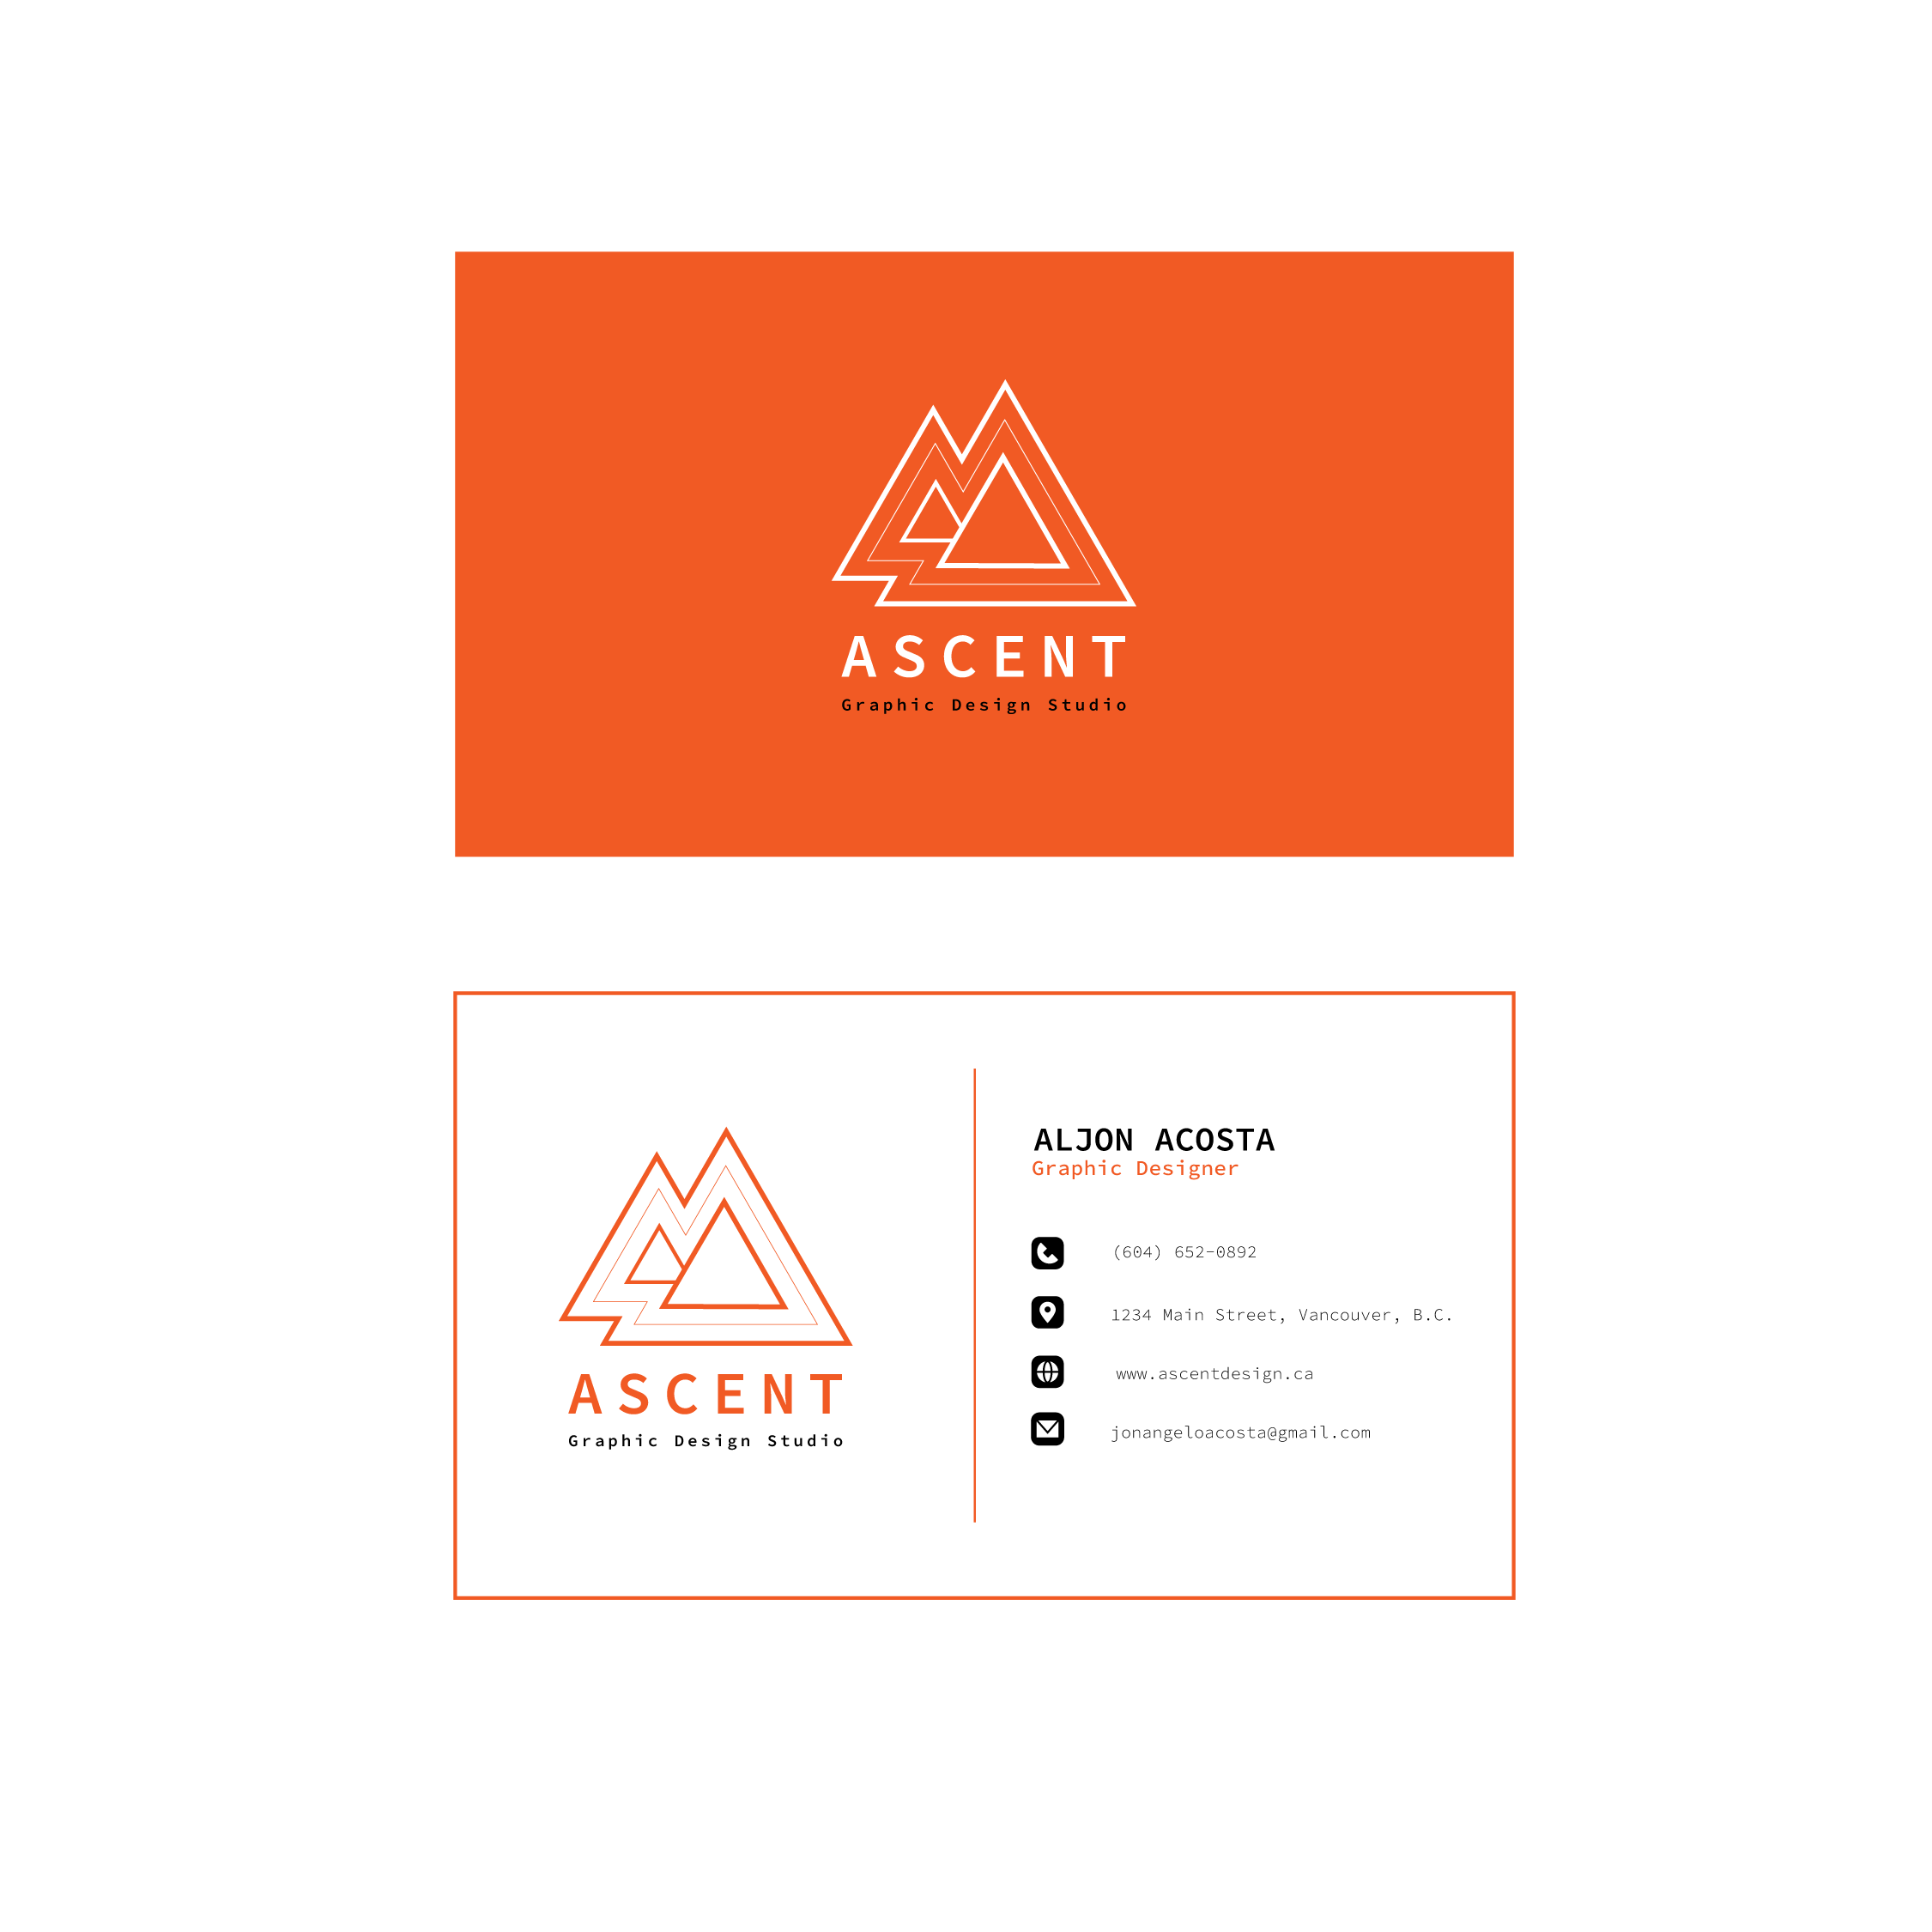 ASCENT
Graphic Design Studio
ASCENT
Graphic Design Studio
ALJON ACOSTA
Graphic Designer
(604) 652-0892
1234 Main Street, Vancouver, B.C.
www.ascentdesign.ca
jonangeloacosta@gmail.com